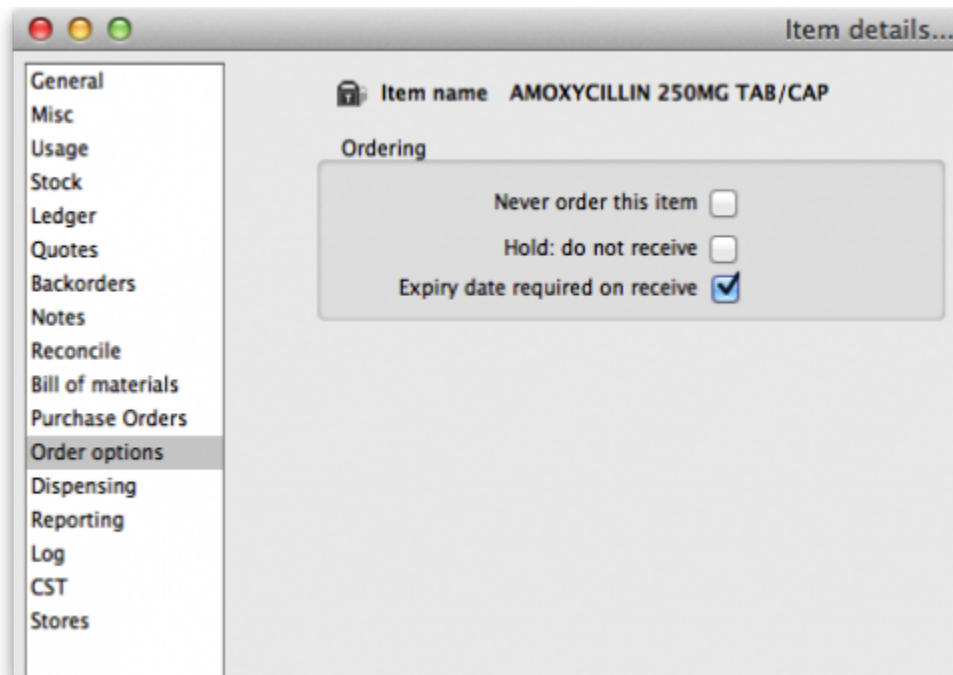 Item details...
General
Misc
Usage
Stock
Ledger
Quotes
Backorders
Notes
Reconcile
Bill of materials
Purchase Orders
Order options
Dispensing
Reporting
Log
CST
Stores
Item name AMOXYCILLIN 250MG TAB/CAP
Ordering
Never order this item
Hold: do not receive
Expiry date required on receive